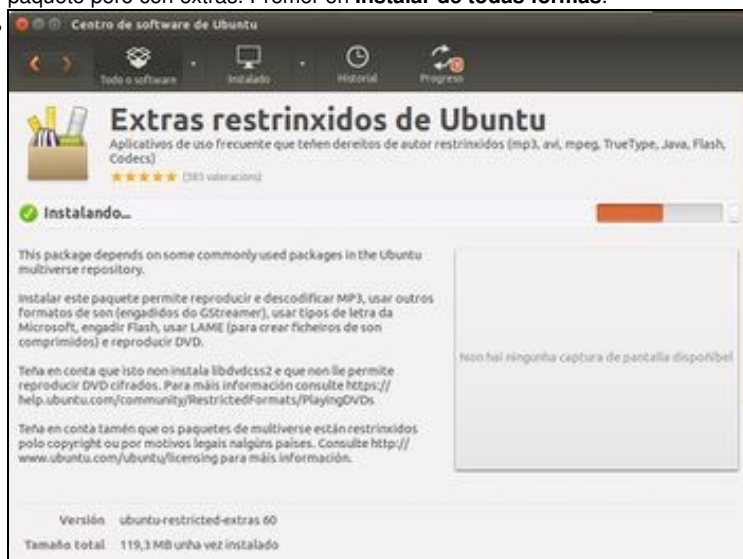 paquete pero con extras. Premer en Instalar de todas formas.
Centro de software de Ubuntu
Todo o software
Instalado
Historial
Progreso
Extras restrinxidos de Ubuntu
Aplicativos de uso frecuente que teñen dereitos de autor restrinxidos (mp3, avi, mpeg, TrueType, Java, Flash,
Codecs)
(383 valoracións)
Instalando...
This package depends on some commonly used packages in the Ubuntu
multiverse repository.
Instalar este paquete permite reproducir e descodificar MP3, usar outros
formatos de son (engadidos do GStreamer), usar tipos de letra da
Microsoft, engadir Flash, usar LAME (para crear ficheiros de son
comprimidos) e reproducir DVD.
Teña en conta que isto non instala libdvdcss2 e que non lle permite
reproducir DVD cifrados. Para máis información consulte https://
help.ubuntu.com/community/RestrictedFormats/PlayingDVDs
Teña en conta tamén que os paquetes de multiverse están restrinxidos
polo copyright ou por motivos legais nalgúns países. Consulte http://
www.ubuntu.com/ubuntu/licensing para máis información.
Non hai ningunha captura de pantalla dispoñíbel
Versión ubuntu-restricted-extras 60
Tamaño total 119,3 MB unha vez instalado